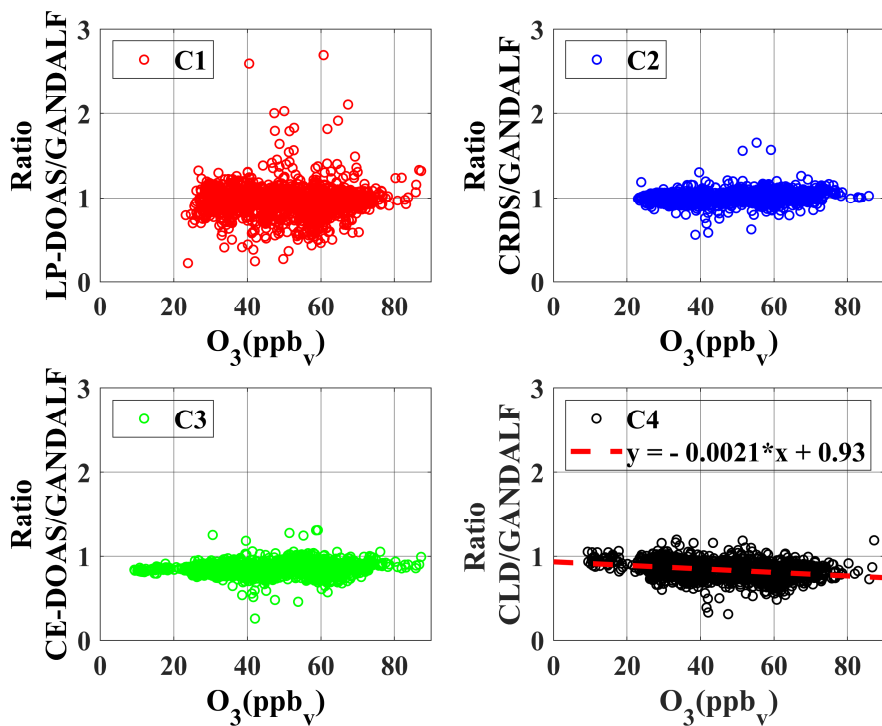 3
2
1
0
Ratio
LP-DOAS/GANDALF
C1
0 20 40 60 80
O3(ppbv)
3
2
1
0
Ratio
CRDS/GANDALF
C2
0 20 40 60 80
O3(ppbv)
3
2
1
0
Ratio
CE-DOAS/GANDALF
C3
0 20 40 60 80
O3(ppbv)
3
2
1
0
Ratio
CLD/GANDALF
C4
y = - 0.0021*x + 0.93
0 20 40 60 80
O3(ppbv)